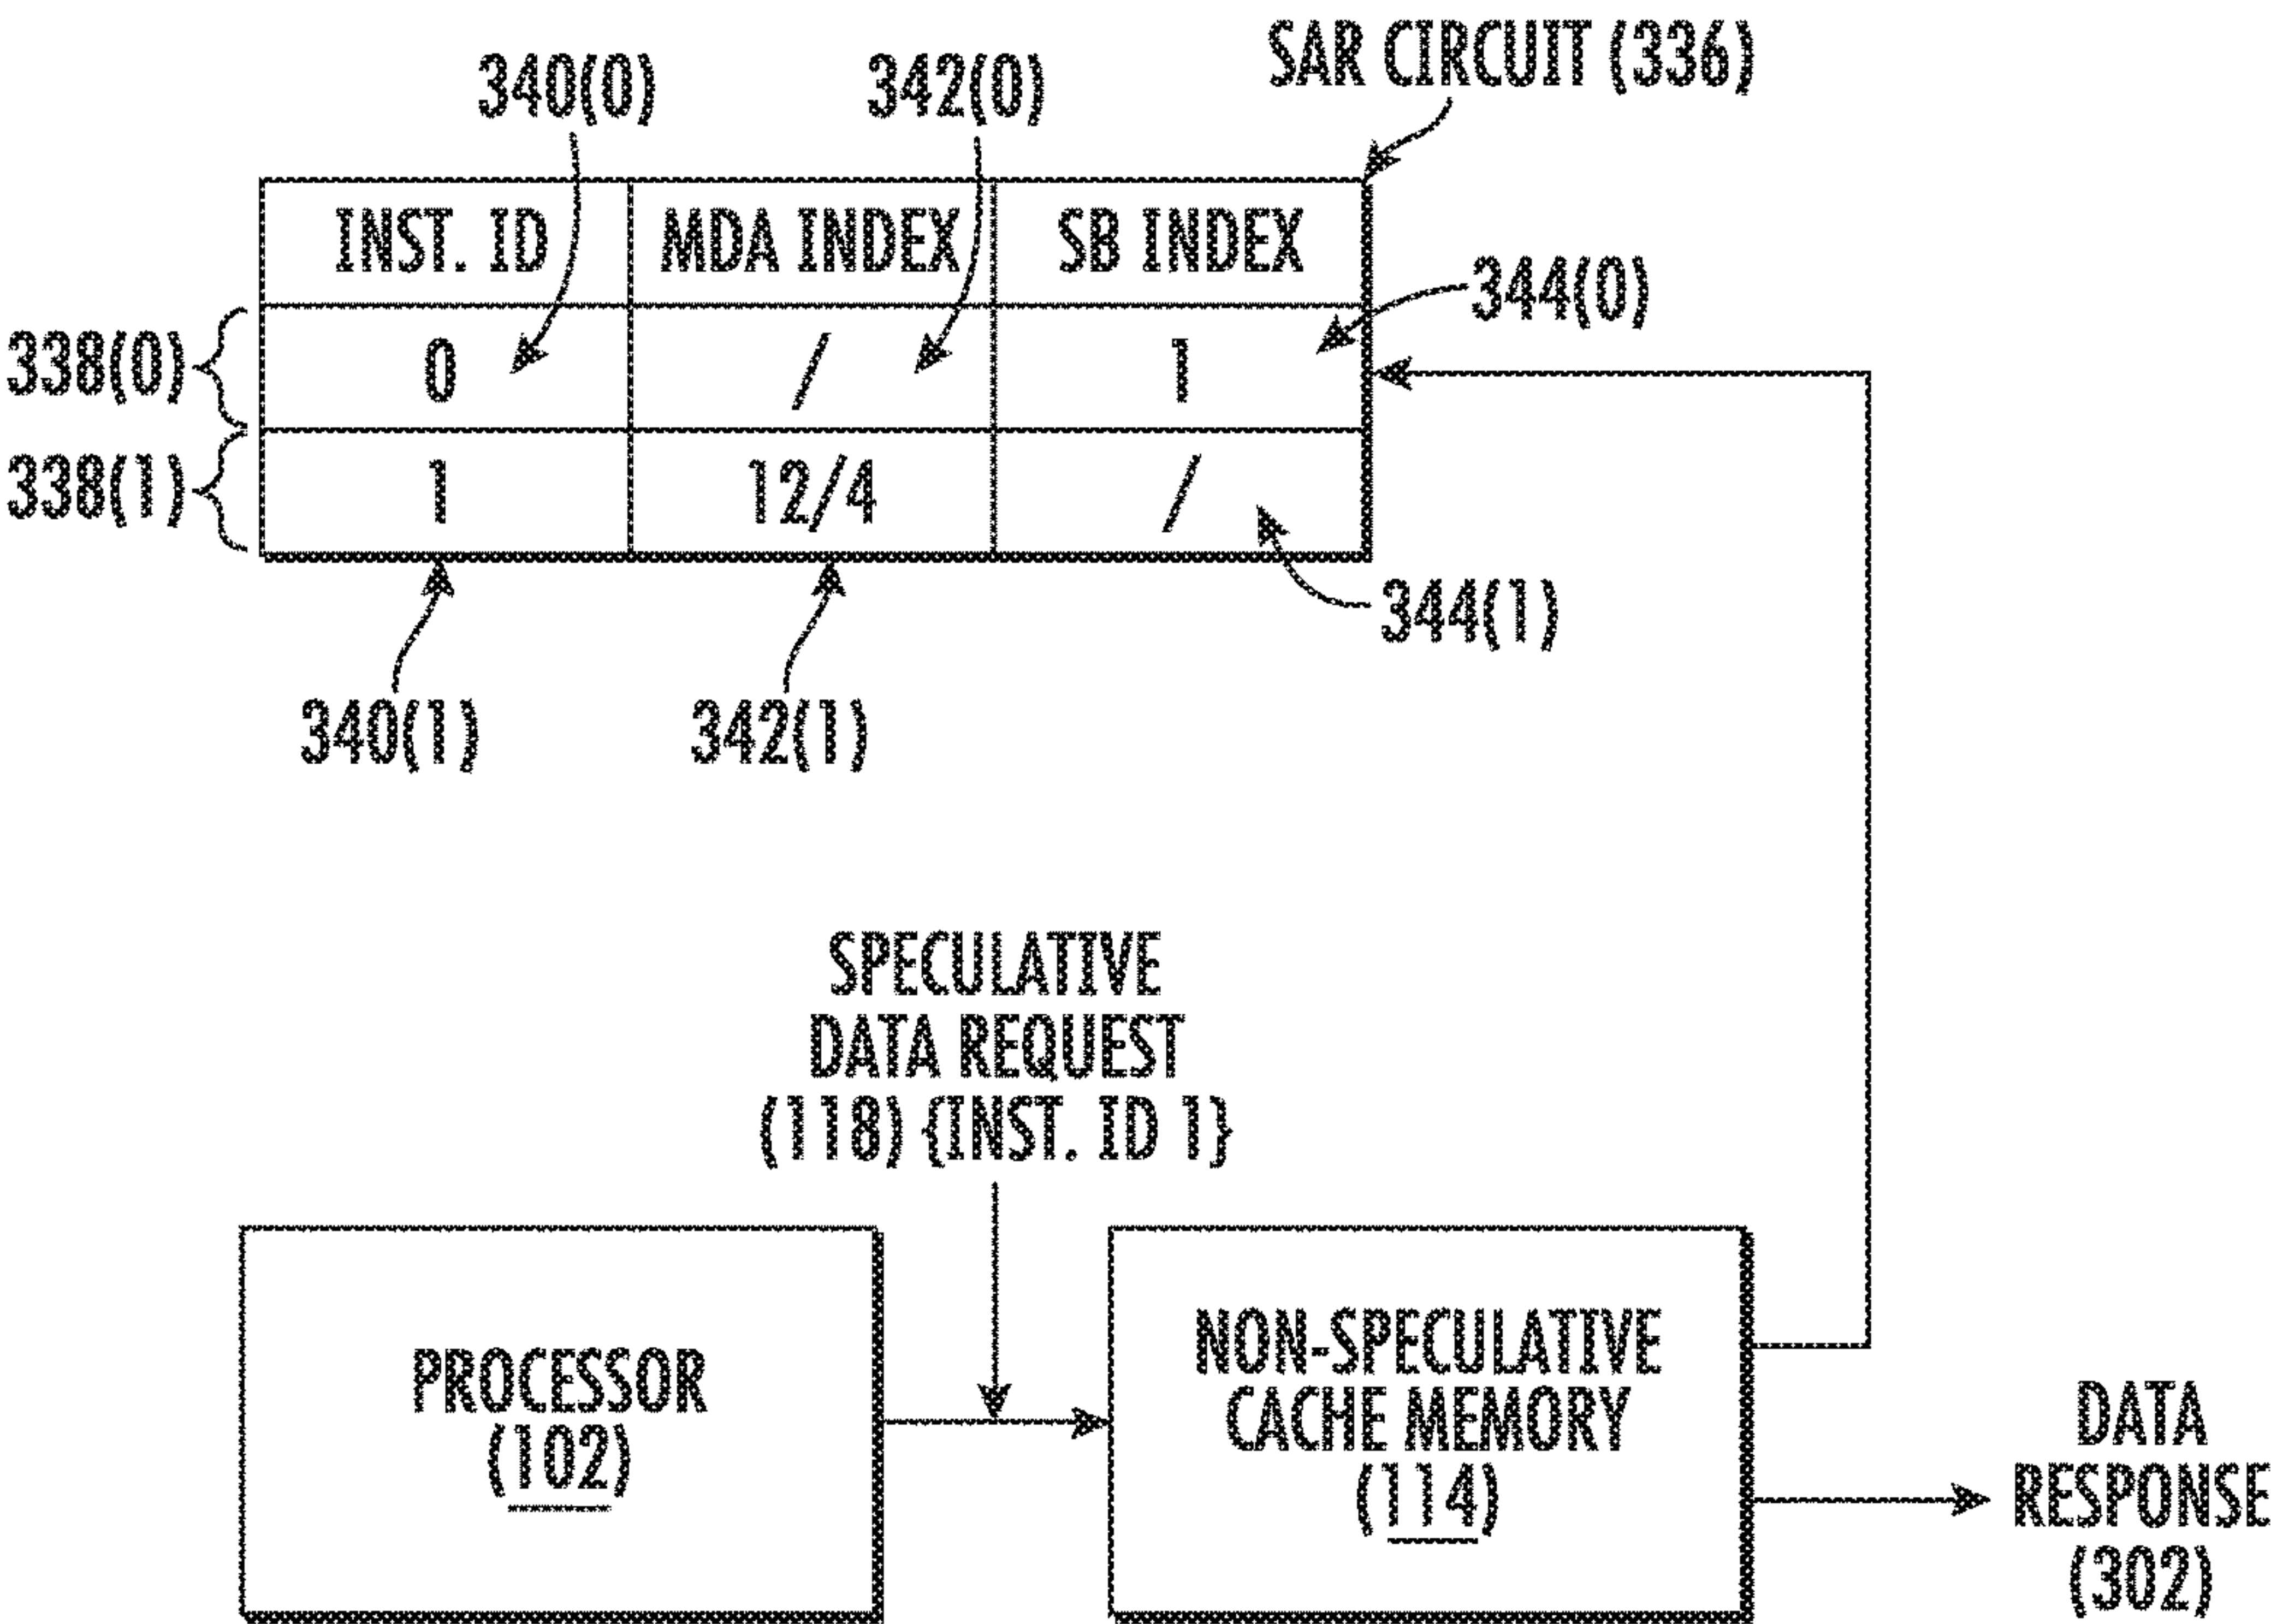 SAR CIRCUIT (336)
340(0)
342(0)
INST. ID
MDA INDEX
SB INDEX
344(0)
338(0)
0
/
1
338(1)
1
12/4
/
344(1)
340(1)
342(1)
SPECULATIVE
DATA REQUEST
(118) {INST. ID 1}
PROCESSOR
(102)
NON-SPECULATIVE
CACHE MEMORY
(114)
DATA
RESPONSE
(302)